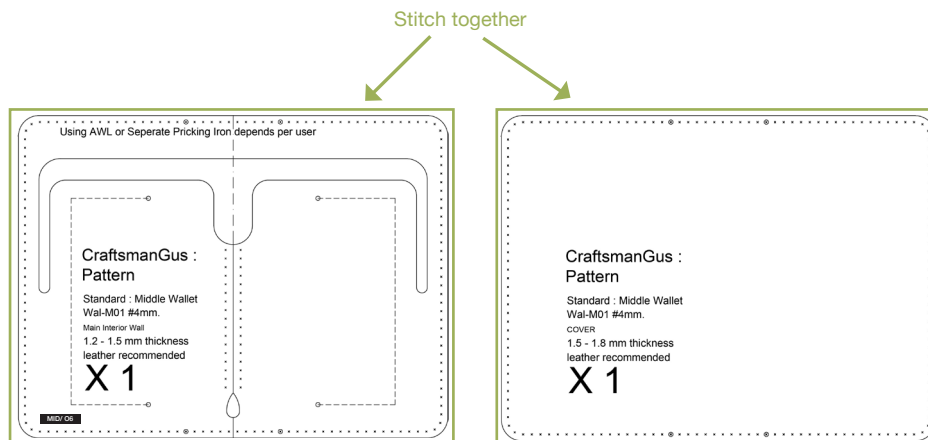 Stitch together
Using AWL or Seperate Pricking Iron depends per user
CraftsmanGus :
Pattern
Standard : Middle Wallet
Wal-M01 #4mm.
Main Interior Wall
1.2 - 1.5 mm thickness
leather recommended
X 1
MID/ 06
CraftsmanGus :
Pattern
Standard : Middle Wallet
Wal-M01 #4mm.
COVER
1.5 - 1.8 mm thickness
leather recommended
X 1